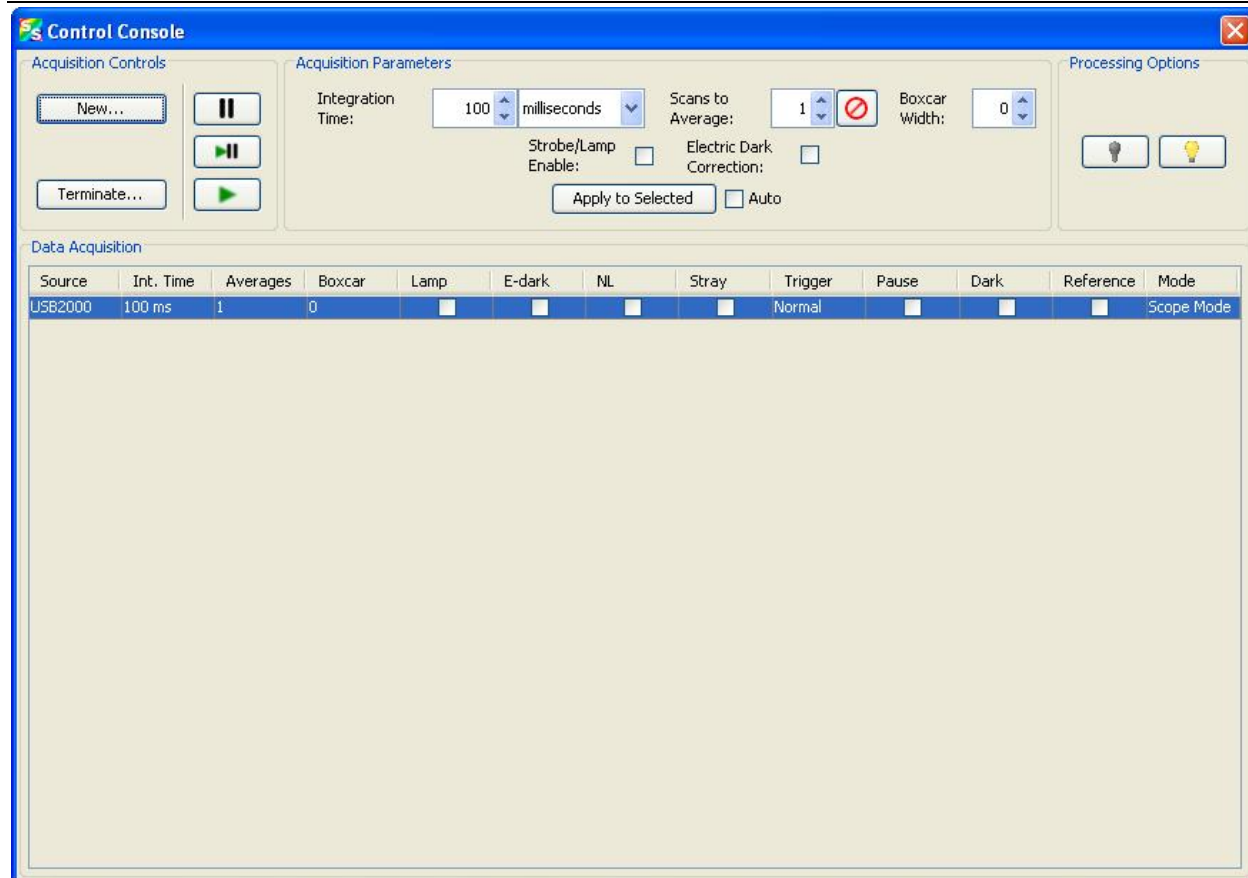 Control Console
Acquisition Controls
New...
Terminate...
Acquisition Parameters
Integration
Time:
100
milliseconds
Scans to
Average:
1
Boxcar
Width:
0
Strobe/Lamp
Enable:
Electric Dark
Correction:
Apply to Selected
Auto
Processing Options
Data Acquisition
Source Int. Time Averages Boxcar Lamp E-dark NL Stray Trigger Pause Dark Reference Mode
USB2000 100 ms 1 0 Normal Scope Mode